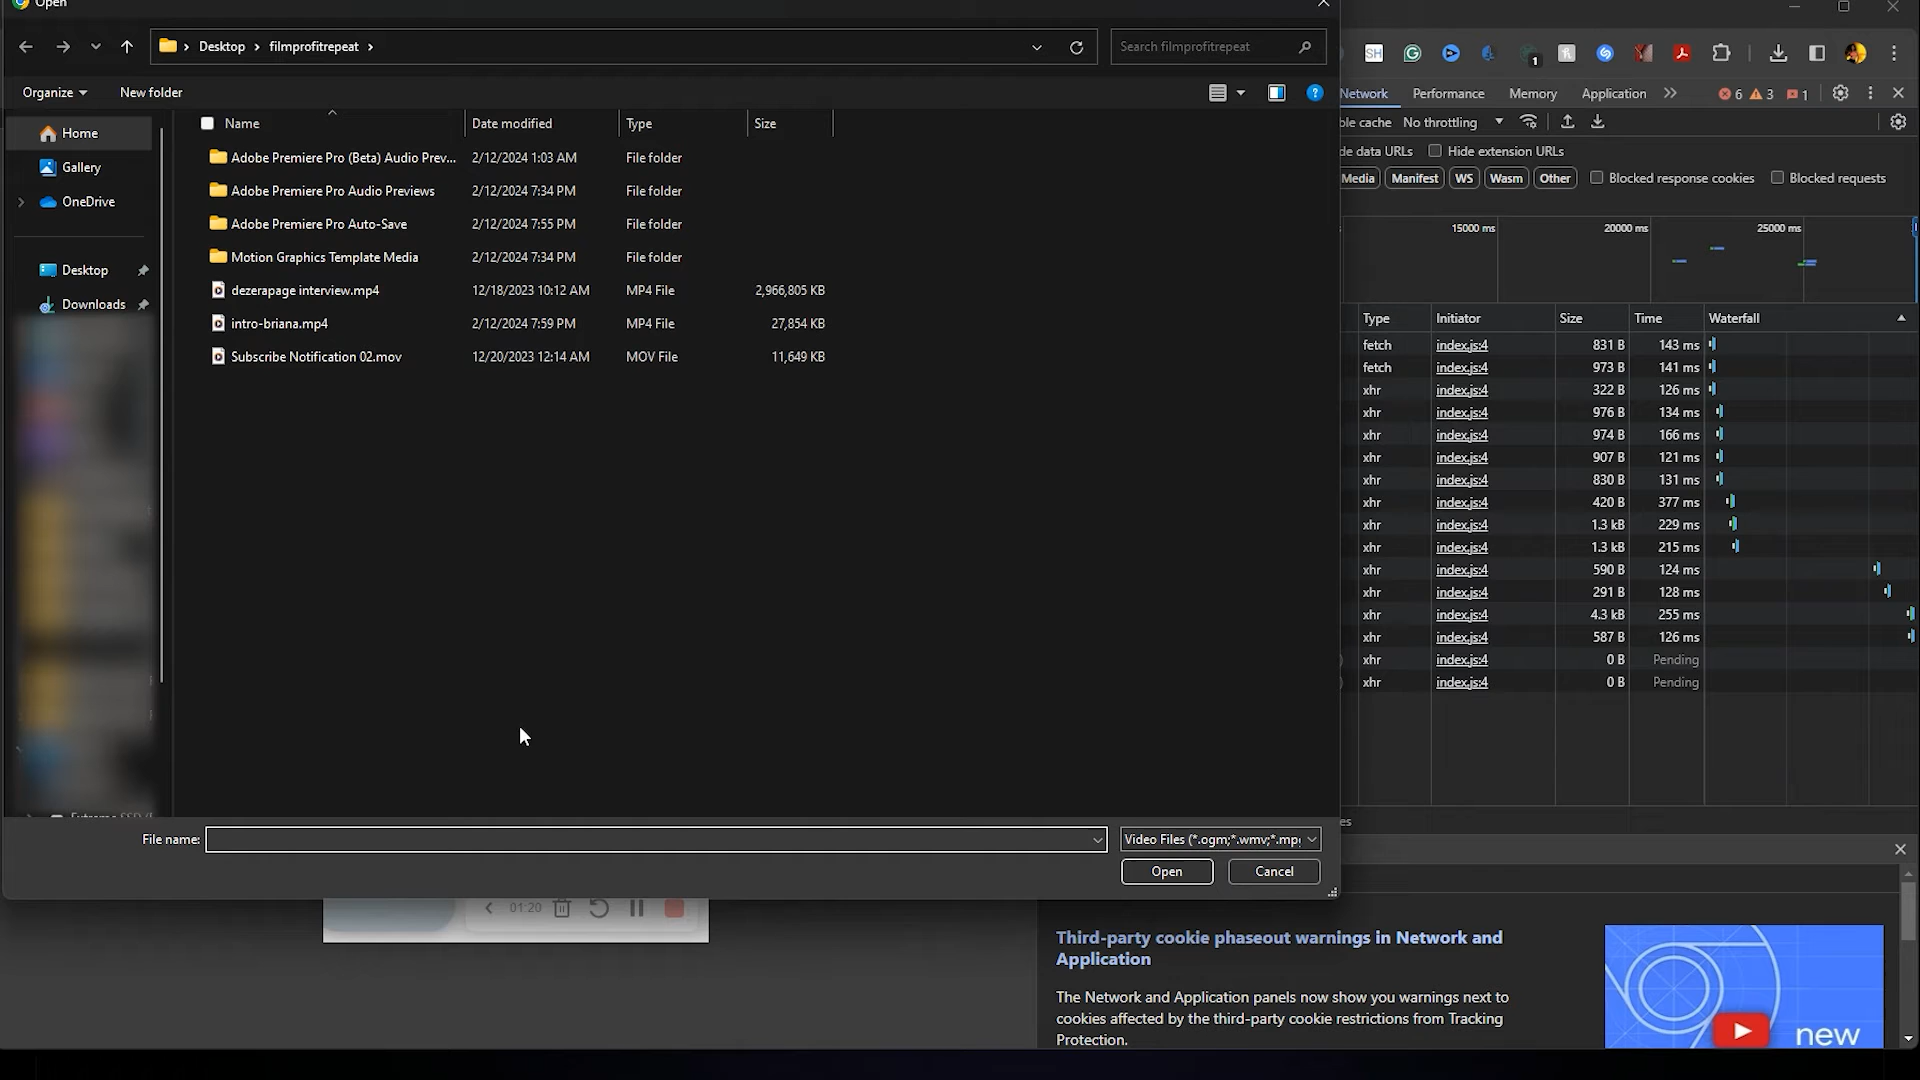 Open
Desktop > filmprofitrepeat >
Search filmprofitrepeat
Organize
New folder
Name
Date modified
Type
Size
Home
Gallery
OneDrive
Desktop
Downloads
Adobe Premiere Pro (Beta) Audio Prev... 2/12/2024 1:03 AM File folder
Adobe Premiere Pro Audio Previews 2/12/2024 7:34 PM File folder
Adobe Premiere Pro Auto-Save 2/12/2024 7:55 PM File folder
Motion Graphics Template Media 2/12/2024 7:34 PM File folder
dezerapage interview.mp4 12/18/2023 10:12 AM MP4 File 2,966,805 KB
intro-briana.mp4 2/12/2024 7:59 PM MP4 File 27,854 KB
Subscribe Notification 02.mov 12/20/2023 12:14 AM MOV File 11,649 KB
File name:
Video Files (*.ogm;*.wmv;*.mp
Open
Cancel
01:20
SH
1
Network Performance Memory Application >> 6 3 1
ble cache No throttling
de data URLs Hide extension URLs
Media Manifest WS Wasm Other Blocked response cookies Blocked requests
15000 ms 20000 ms 25000 ms
Type Initiator Size Time Waterfall
fetch index.js:4 831 B 143 ms
fetch index.js:4 973 B 141 ms
xhr index.js:4 322 B 126 ms
xhr index.js:4 976 B 134 ms
xhr index.js:4 974 B 166 ms
xhr index.js:4 907 B 121 ms
xhr index.js:4 830 B 131 ms
xhr index.js:4 420 B 377 ms
xhr index.js:4 1.3 kB 229 ms
xhr index.js:4 1.3 kB 215 ms
xhr index.js:4 590 B 124 ms
xhr index.js:4 291 B 128 ms
xhr index.js:4 4.3 kB 255 ms
xhr index.js:4 587 B 126 ms
xhr index.js:4 0 B Pending
xhr index.js:4 0 B Pending
es
Third-party cookie phaseout warnings in Network and
Application
The Network and Application panels now show you warnings next to
cookies affected by the third-party cookie restrictions from Tracking
Protection.
new